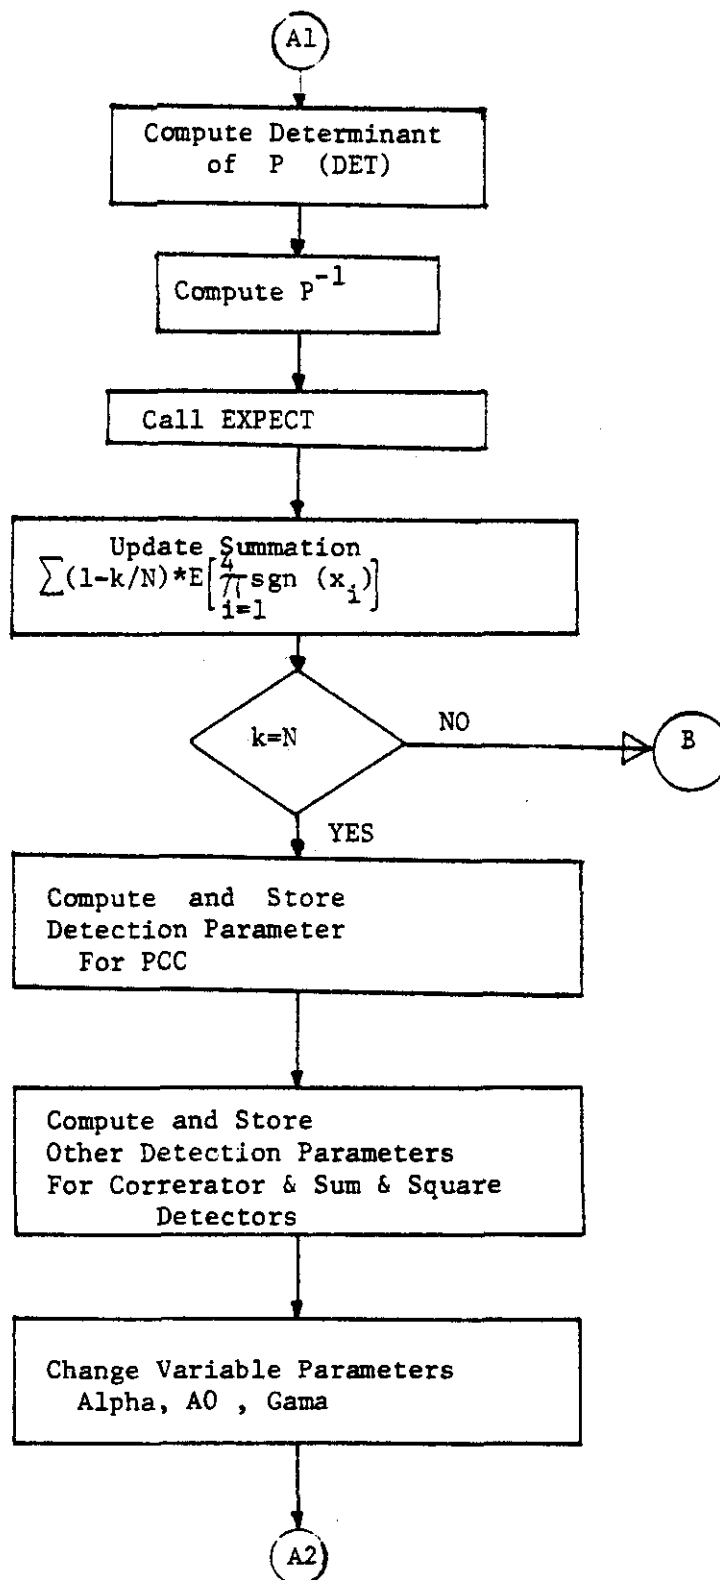 A1
Compute Determinant
of P (DET)
Compute P^-1
Call EXPECT
Update Summation
∑(1-k/N)*E[4 π i=1 sgn (x_i)]
k=N
NO
B
YES
Compute and Store
Detection Parameter
For PCC
Compute and Store
Other Detection Parameters
For Correrator & Sum & Square
Detectors
Change Variable Parameters
Alpha, AO , Gama
A2